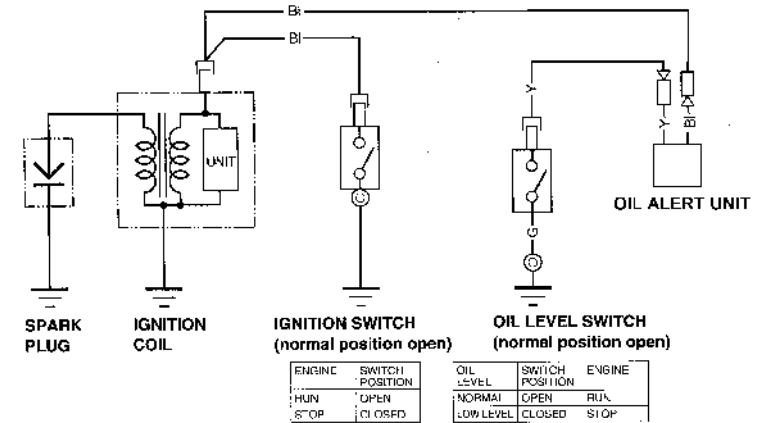 Bl
Bl
Y
UNIT
Y
Bl
OIL ALERT UNIT
G
SPARK
PLUG
IGNITION
COIL
IGNITION SWITCH
(normal position open)
OIL LEVEL SWITCH
(normal position open)
ENGINE SWITCH POSITION
RUN OPEN
STOP CLOSED
OIL LEVEL SWITCH POSITION ENGINE
NORMAL OPEN RUN
LOW LEVEL CLOSED STOP